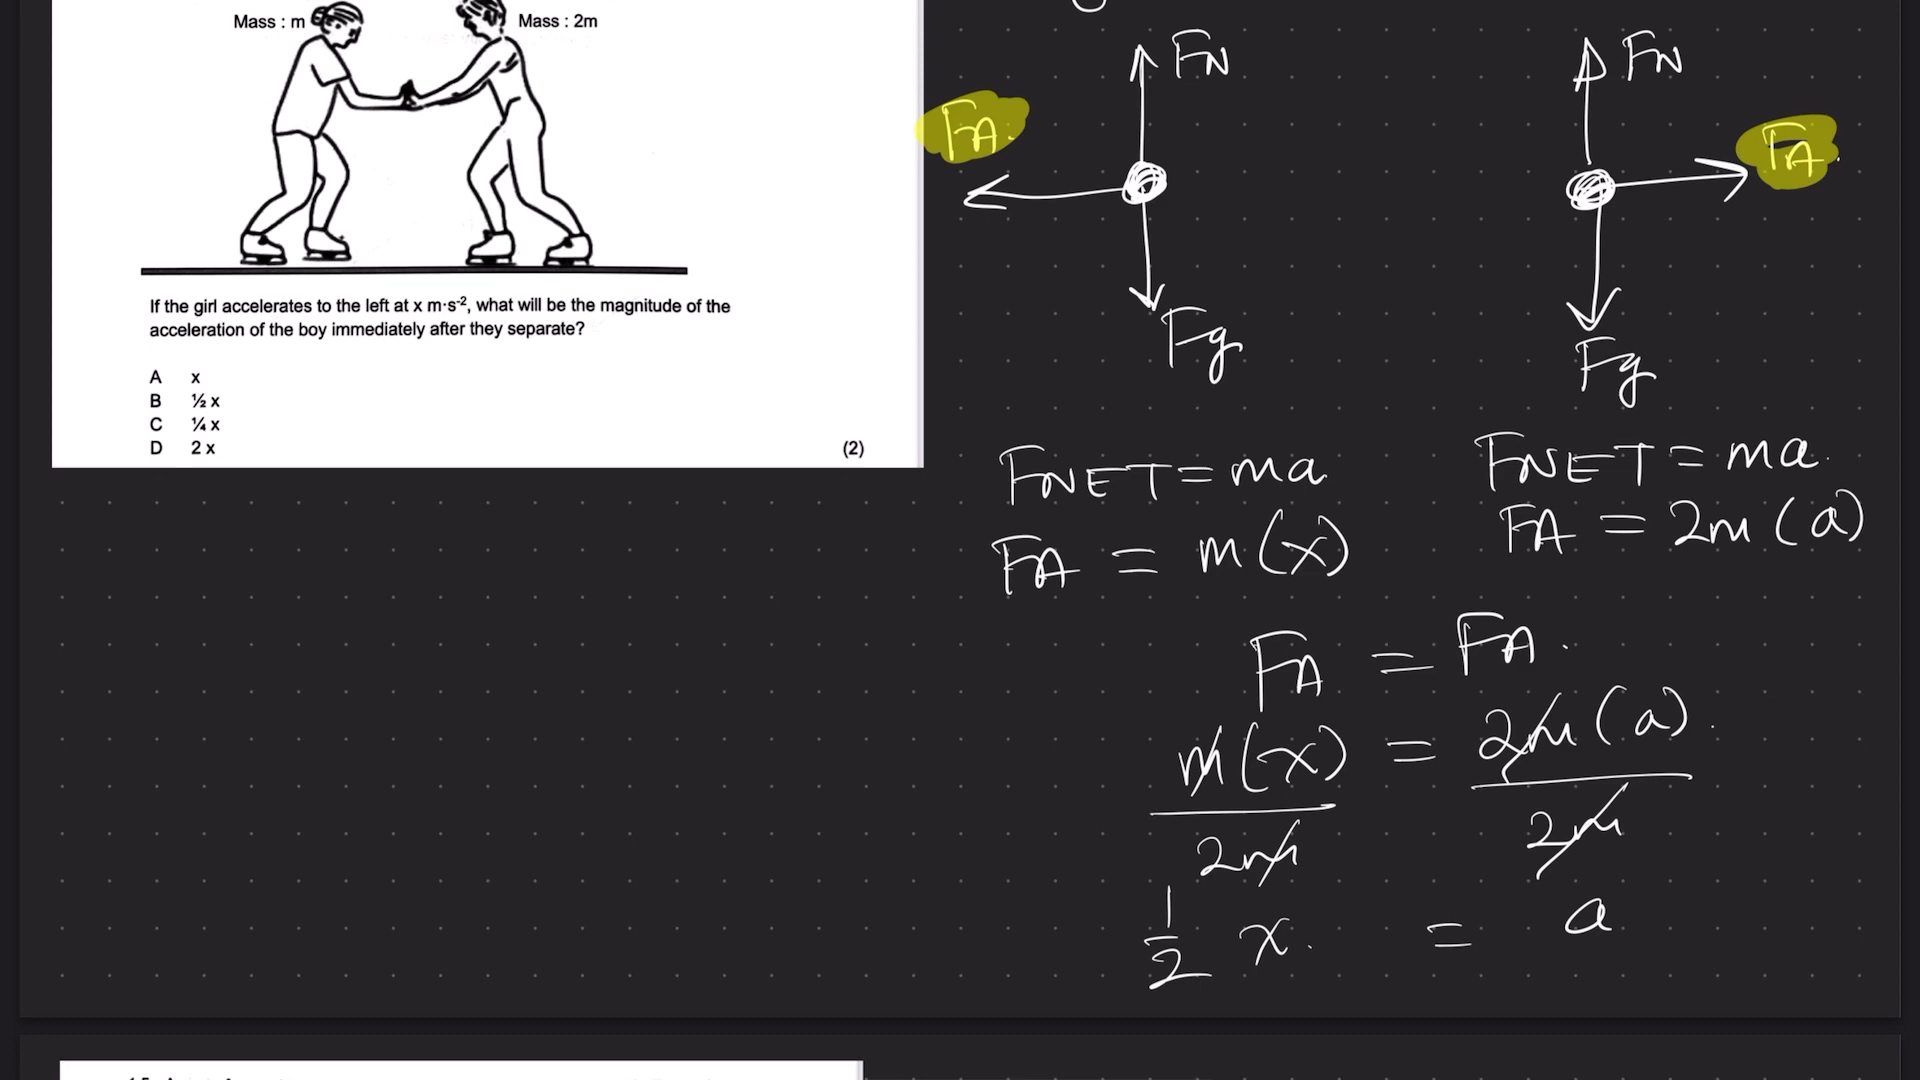 Mass : m
Mass : 2m
If the girl accelerates to the left at x m·s⁻², what will be the magnitude of the
acceleration of the boy immediately after they separate?
A x
B ½ x
C ¼ x
D 2 x
(2)
FN
FA.
Fg
FN
FA.
Fg
FNET = ma
FA = m(x)
FNET = ma.
FA = 2m(a)
FA = FA.
m(x) = 2m(a).
2m 2m
1/2 x. = a